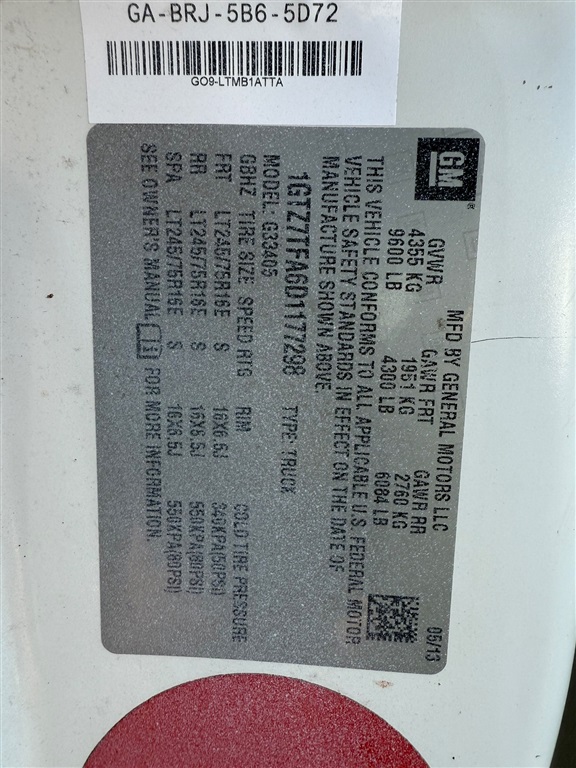 GA-BRJ-5B6-5D72
GO9-LTMB1ATTA
GM
MFD BY GENERAL MOTORS LLC 05/13
GVWR GAWR FRT GAWR RR
4355 KG 1951 KG 2760 KG
9600 LB 4300 LB 6084 LB
THIS VEHICLE CONFORMS TO ALL APPLICABLE U.S. FEDERAL MOTOR
VEHICLE SAFETY STANDARDS IN EFFECT ON THE DATE OF
MANUFACTURE SHOWN ABOVE.
1GTZ7TFA6D1177298 TYPE: TRUCK
MODEL: G33405
GBHZ TIRE SIZE SPEED RTG RIM COLD TIRE PRESSURE
FRT LT245/75R16E S 16X6.5J 340KPA(50PSI)
RR LT245/75R16E S 16X6.5J 550KPA(80PSI)
SPA LT245/75R16E S 16X6.5J 550KPA(80PSI)
SEE OWNER'S MANUAL FOR MORE INFORMATION.